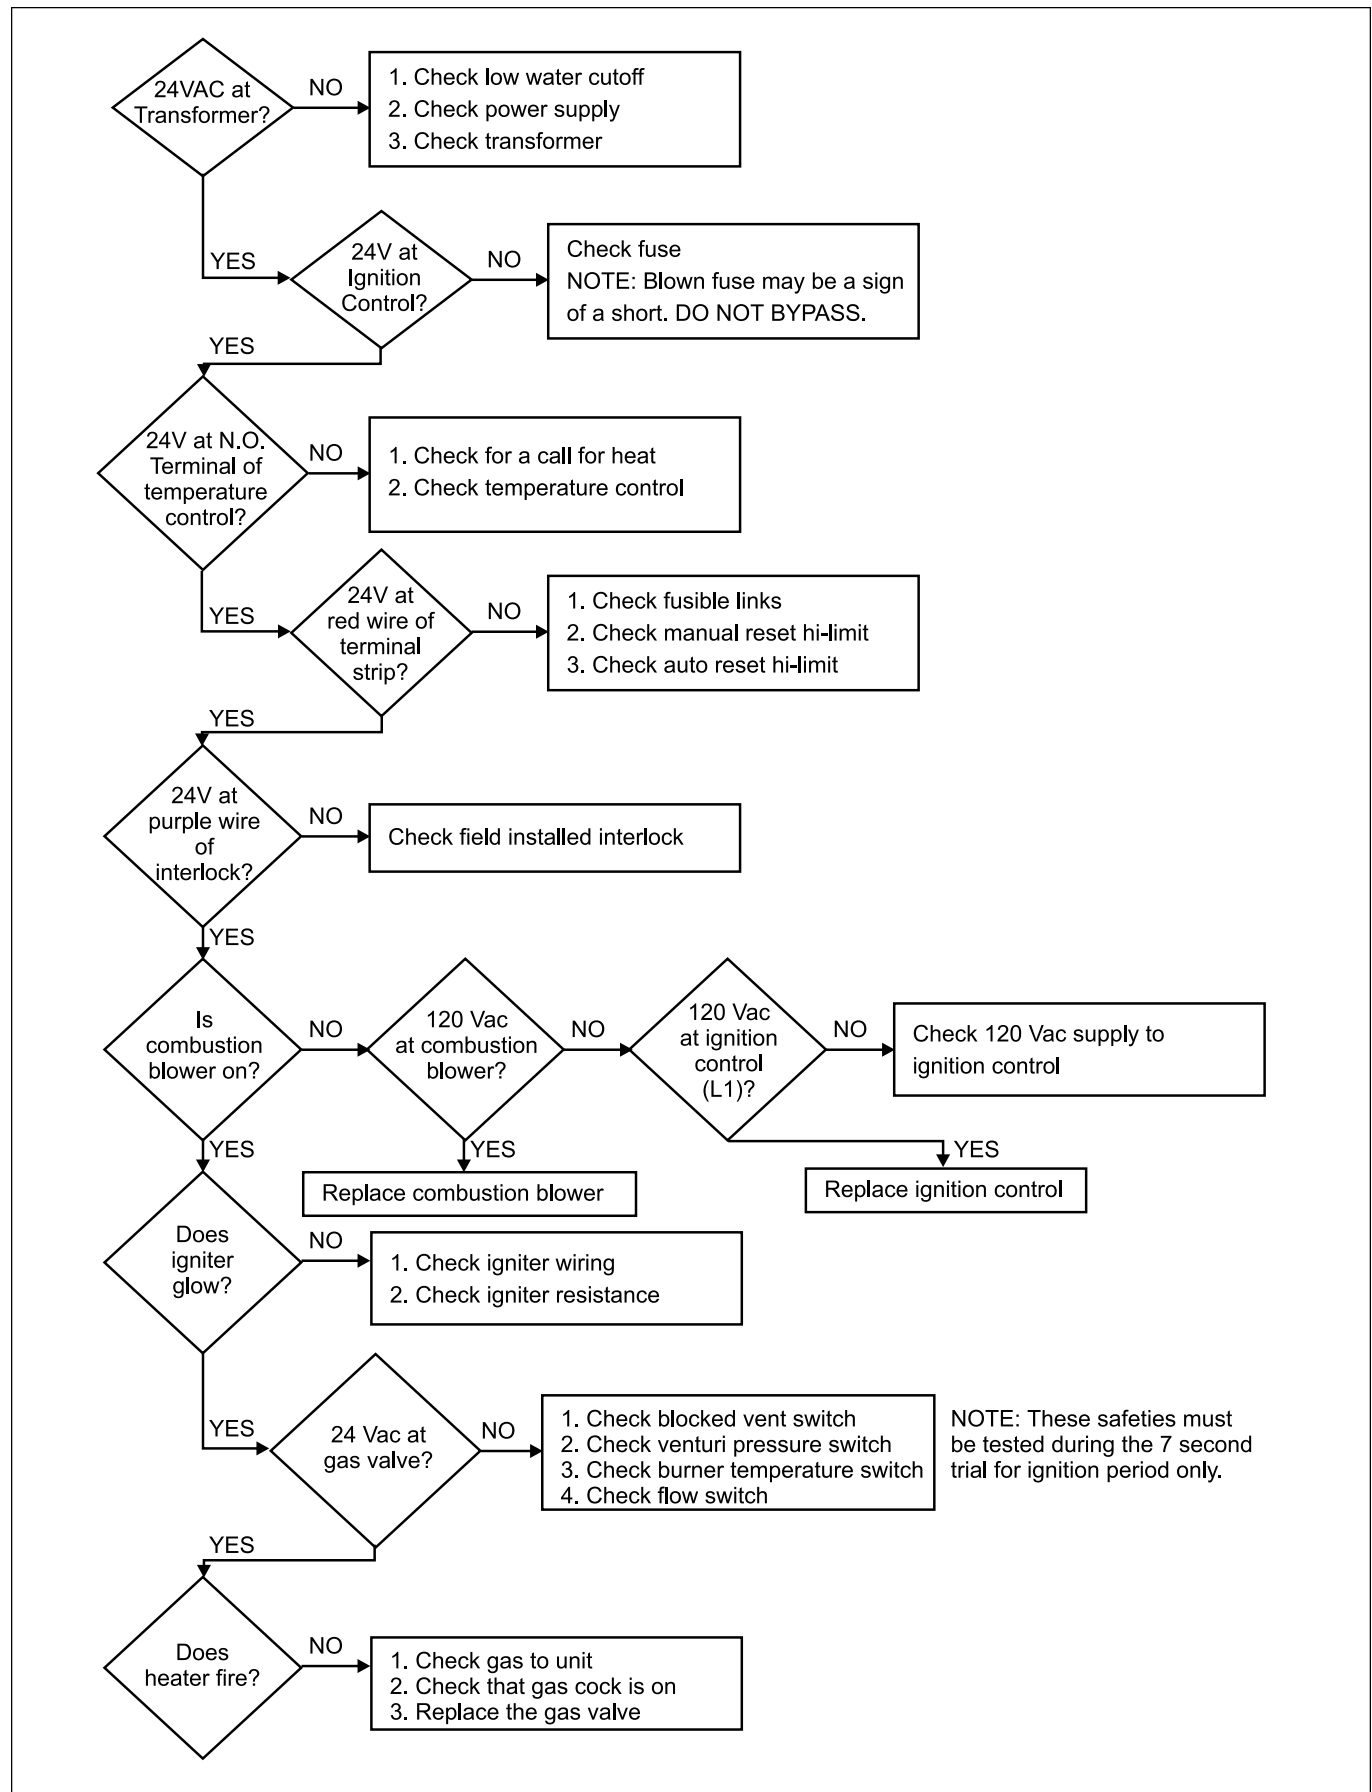 24VAC at
Transformer?
NO
1. Check low water cutoff
2. Check power supply
3. Check transformer
YES
24V at
Ignition
Control?
NO
Check fuse
NOTE: Blown fuse may be a sign
of a short. DO NOT BYPASS.
YES
24V at N.O.
Terminal of
temperature
control?
NO
1. Check for a call for heat
2. Check temperature control
YES
24V at
red wire of
terminal
strip?
NO
1. Check fusible links
2. Check manual reset hi-limit
3. Check auto reset hi-limit
YES
24V at
purple wire
of
interlock?
NO
Check field installed interlock
YES
Is
combustion
blower on?
NO
120 Vac
at combustion
blower?
NO
120 Vac
at ignition
control
(L1)?
NO
Check 120 Vac supply to
ignition control
YES
YES
YES
Replace combustion blower
Replace ignition control
Does
igniter
glow?
NO
1. Check igniter wiring
2. Check igniter resistance
YES
24 Vac at
gas valve?
NO
1. Check blocked vent switch
2. Check venturi pressure switch
3. Check burner temperature switch
4. Check flow switch
NOTE: These safeties must
be tested during the 7 second
trial for ignition period only.
YES
Does
heater fire?
NO
1. Check gas to unit
2. Check that gas cock is on
3. Replace the gas valve